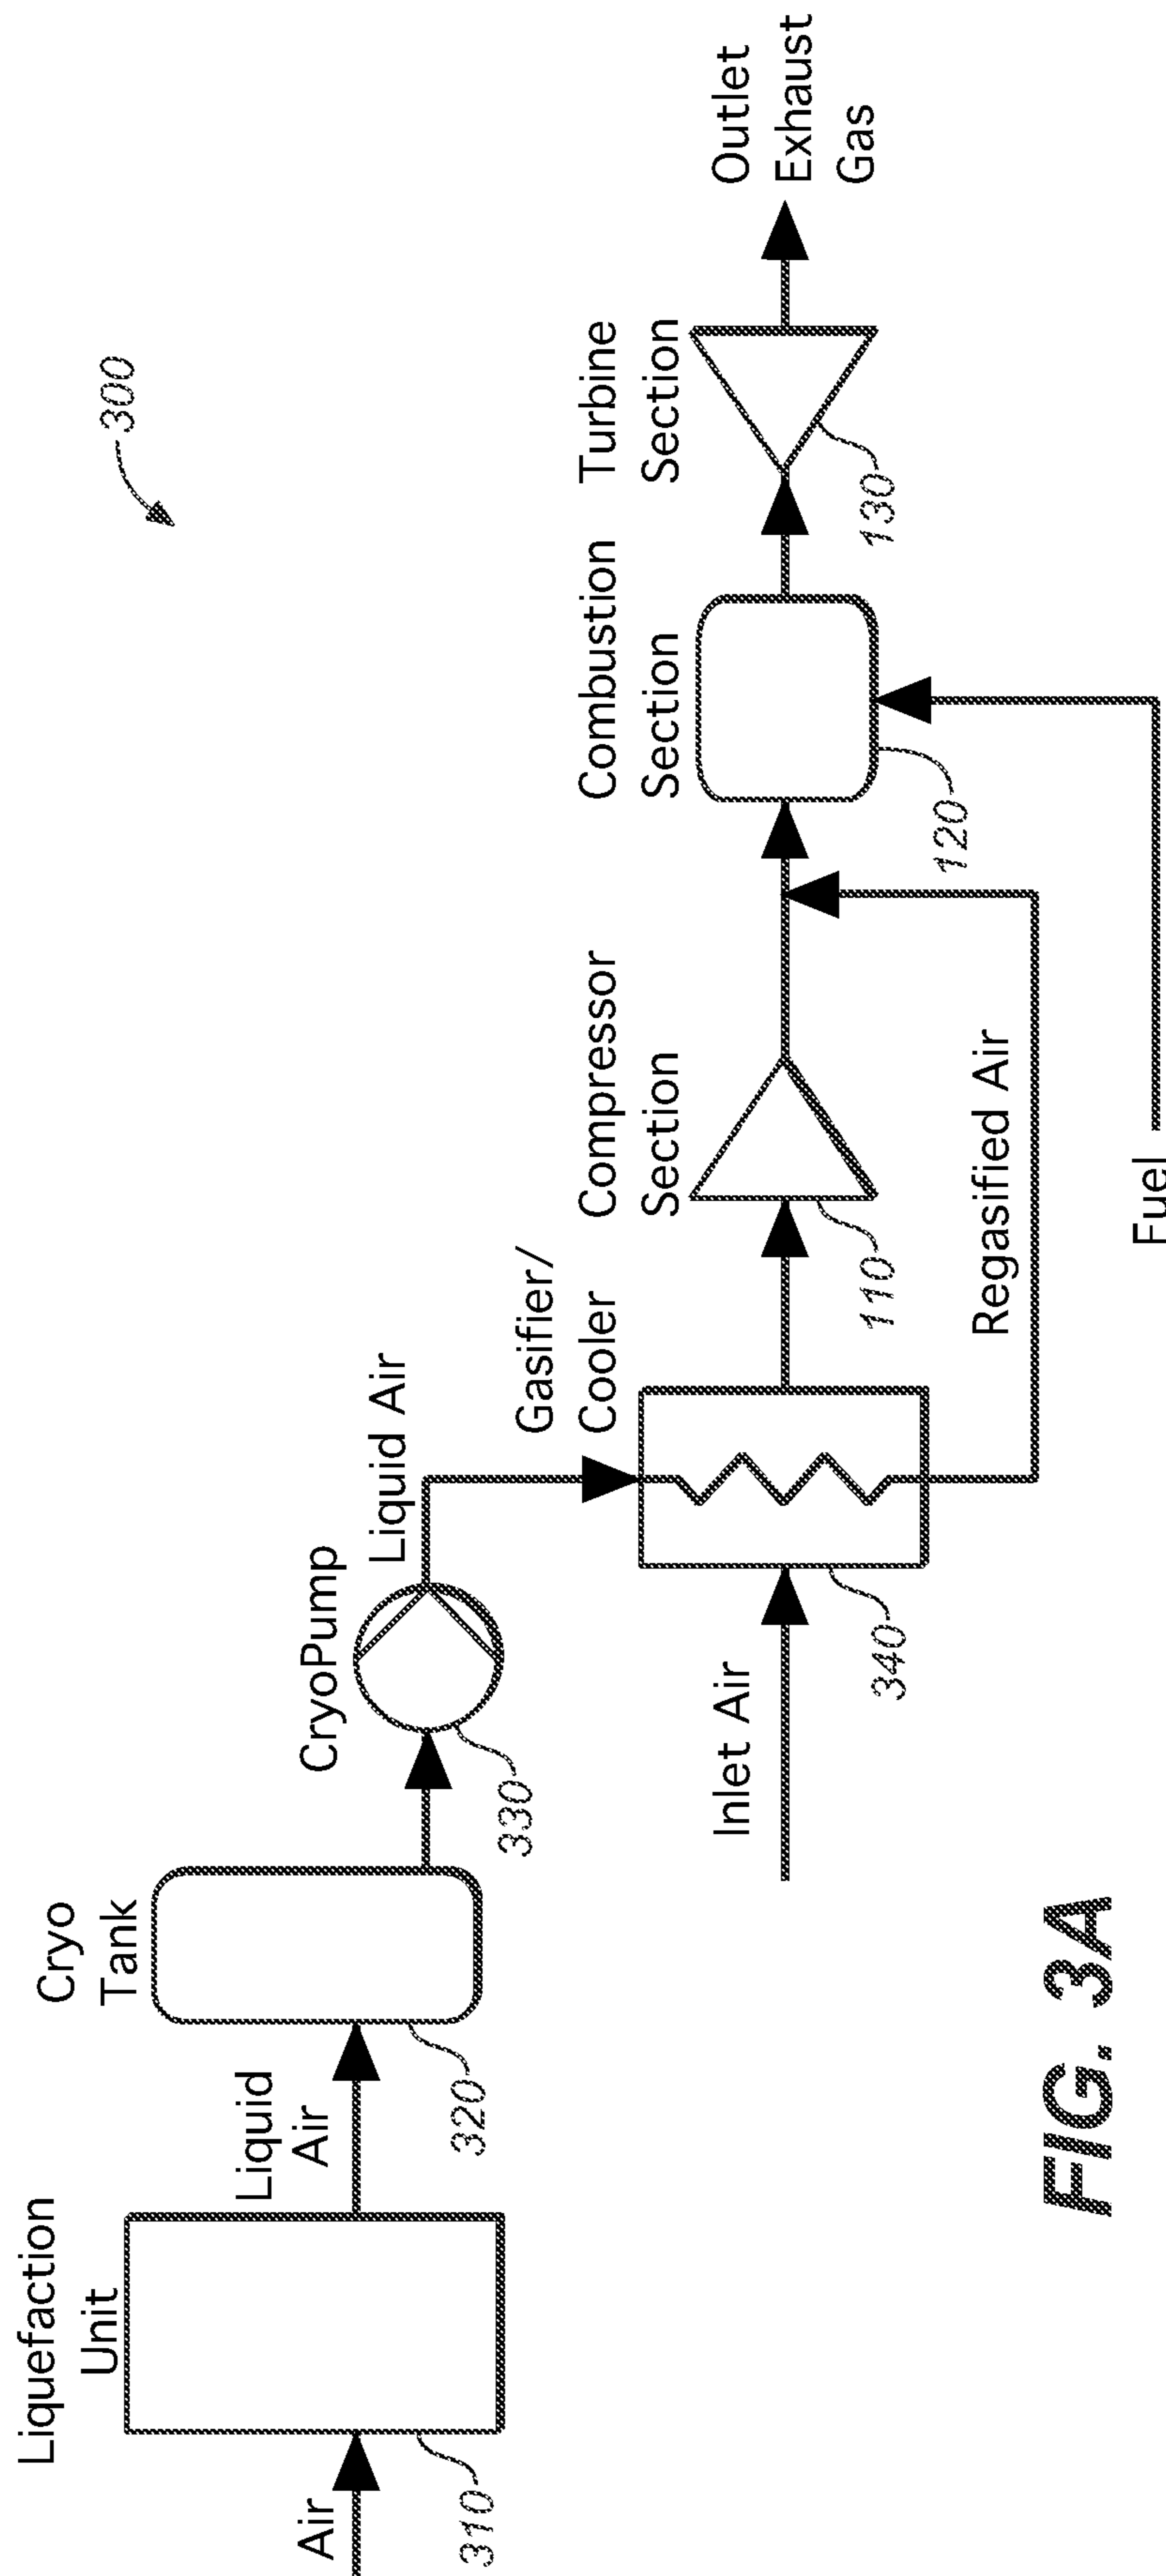 300
Liquefaction
Unit
Air
310
Liquid
Air
Cryo
Tank
320
CryoPump
330
Liquid Air
Gasifier/
Cooler
Inlet Air
340
Compressor
Section
110
Regasified Air
Combustion
Section
120
Fuel
Turbine
Section
130
Outlet
Exhaust
Gas
FIG. 3A